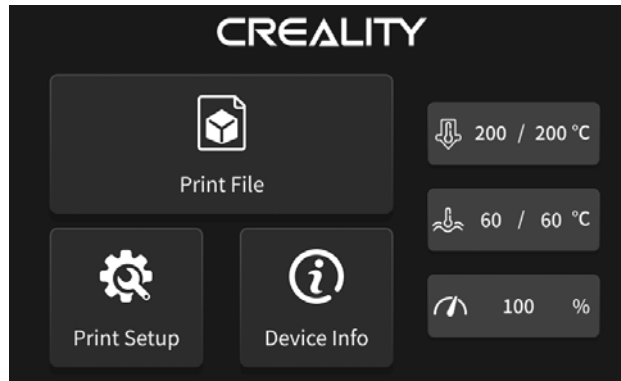 CREALITY
Print File
200 / 200 °C
60 / 60 °C
Print Setup
Device Info
100 %